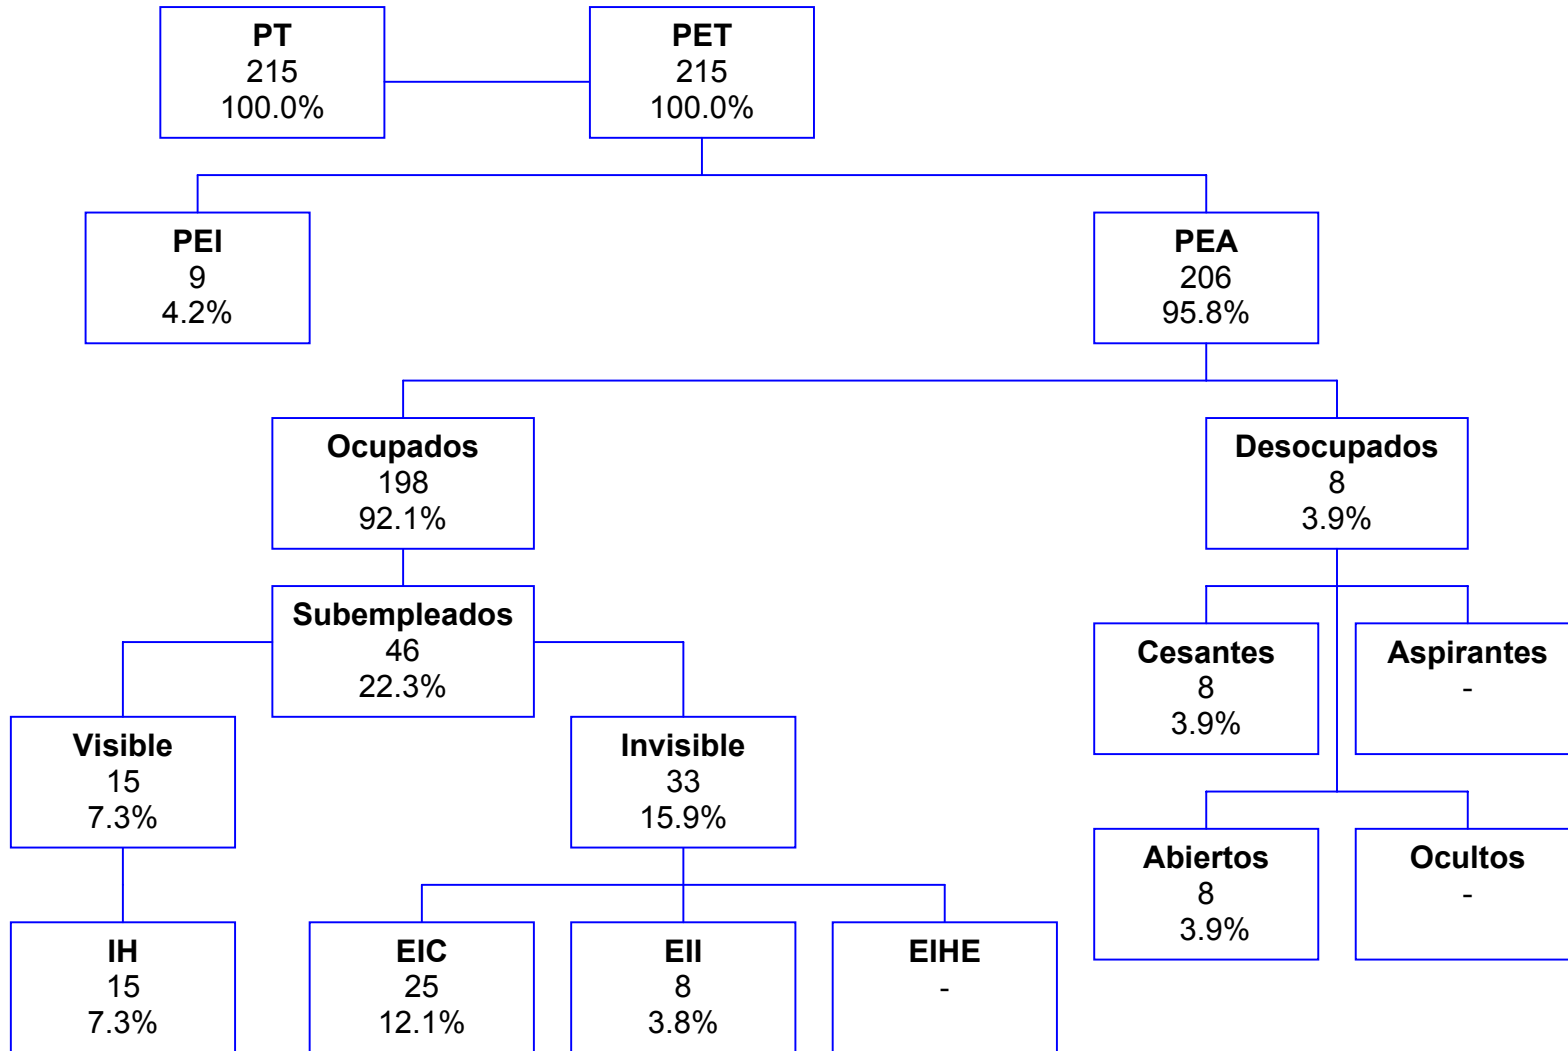 PT
215
100.0%
PET
215
100.0%
PEI
9
4.2%
PEA
206
95.8%
Ocupados
198
92.1%
Desocupados
8
3.9%
Subempleados
46
22.3%
Cesantes
8
3.9%
Aspirantes
-
Visible
15
7.3%
Invisible
33
15.9%
Abiertos
8
3.9%
Ocultos
-
IH
15
7.3%
EIC
25
12.1%
EII
8
3.8%
EIHE
-